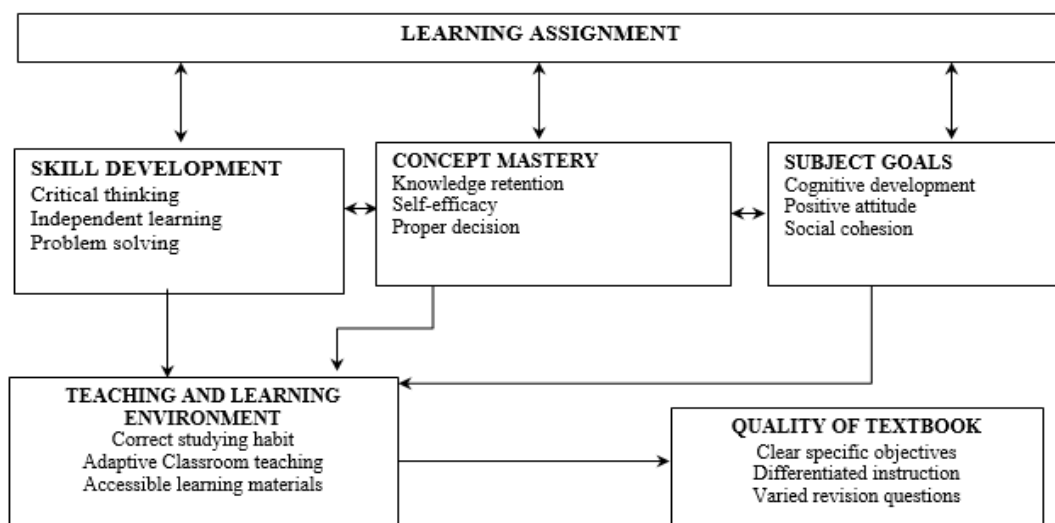 LEARNING ASSIGNMENT
SKILL DEVELOPMENT
Critical thinking
Independent learning
Problem solving
CONCEPT MASTERY
Knowledge retention
Self-efficacy
Proper decision
SUBJECT GOALS
Cognitive development
Positive attitude
Social cohesion
TEACHING AND LEARNING
ENVIRONMENT
Correct studying habit
Adaptive Classroom teaching
Accessible learning materials
QUALITY OF TEXTBOOK
Clear specific objectives
Differentiated instruction
Varied revision questions